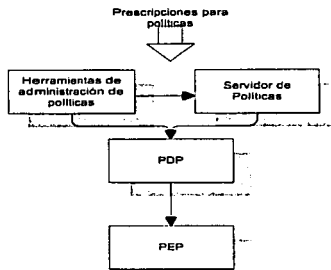 Prescripciones para
políticas
Herramientas de
administración de
políticas
Servidor de
Políticas
PDP
PEP